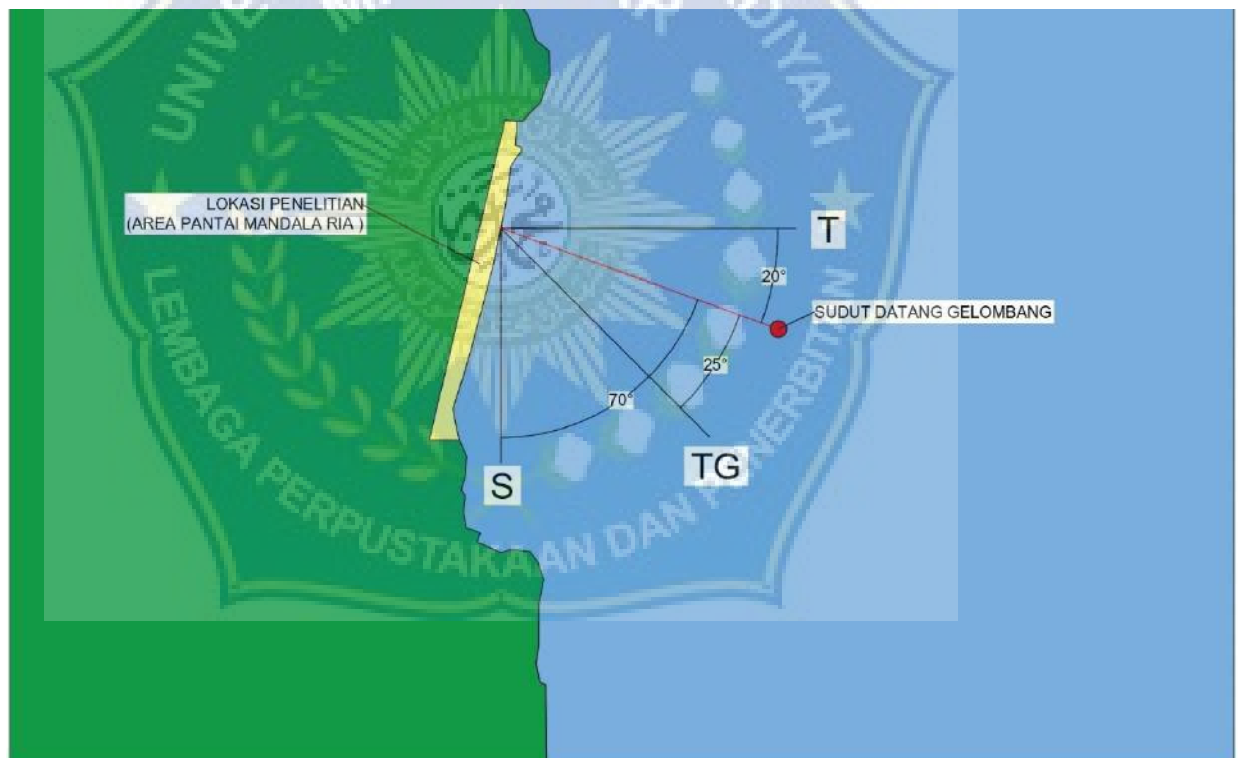 LOKASI PENELITIAN
(AREA PANTAI MANDALA RIA )
T
20°
SUDUT DATANG GELOMBANG
25°
70°
TG
S
LEMBAGA PERPUSTAKAAN DAN PENERBITAN